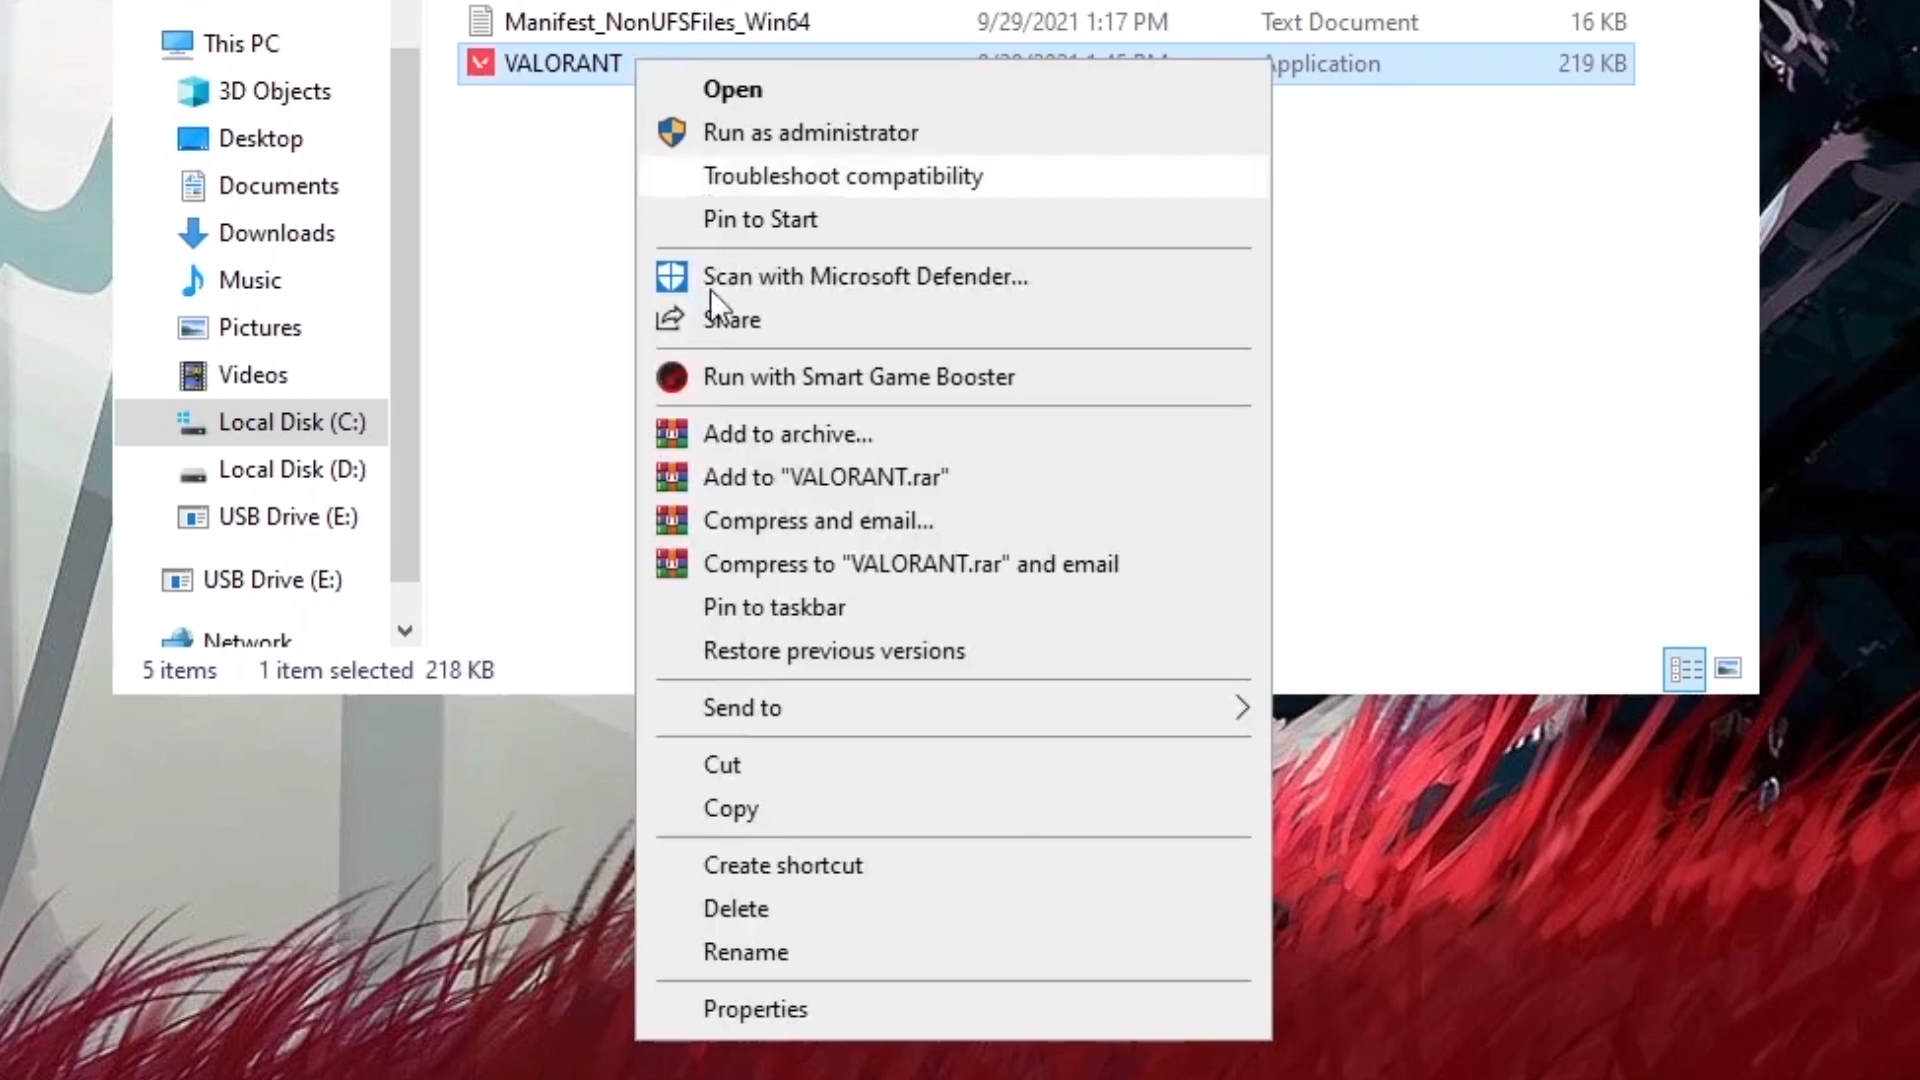 This PC
3D Objects
Desktop
Documents
Downloads
Music
Pictures
Videos
Local Disk (C:)
Local Disk (D:)
USB Drive (E:)
USB Drive (E:)
Network
5 items 1 item selected 218 KB
Manifest_NonUFSFiles_Win64 9/29/2021 1:17 PM Text Document 16 KB
VALORANT Application 219 KB
Open
Run as administrator
Troubleshoot compatibility
Pin to Start
Scan with Microsoft Defender...
Share
Run with Smart Game Booster
Add to archive...
Add to "VALORANT.rar"
Compress and email...
Compress to "VALORANT.rar" and email
Pin to taskbar
Restore previous versions
Send to
Cut
Copy
Create shortcut
Delete
Rename
Properties